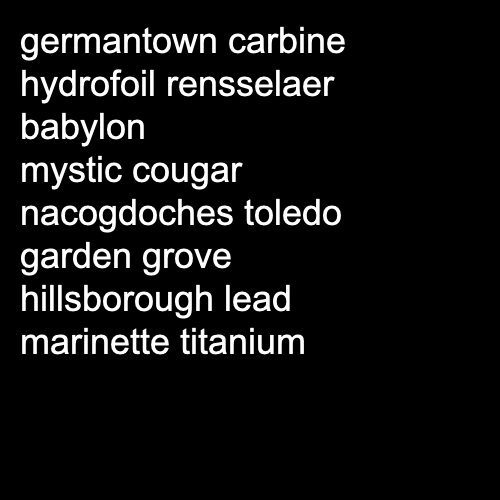 germantown carbine
hydrofoil rensselaer
babylon
mystic cougar
nacogdoches toledo
garden grove
hillsborough lead
marinette titanium